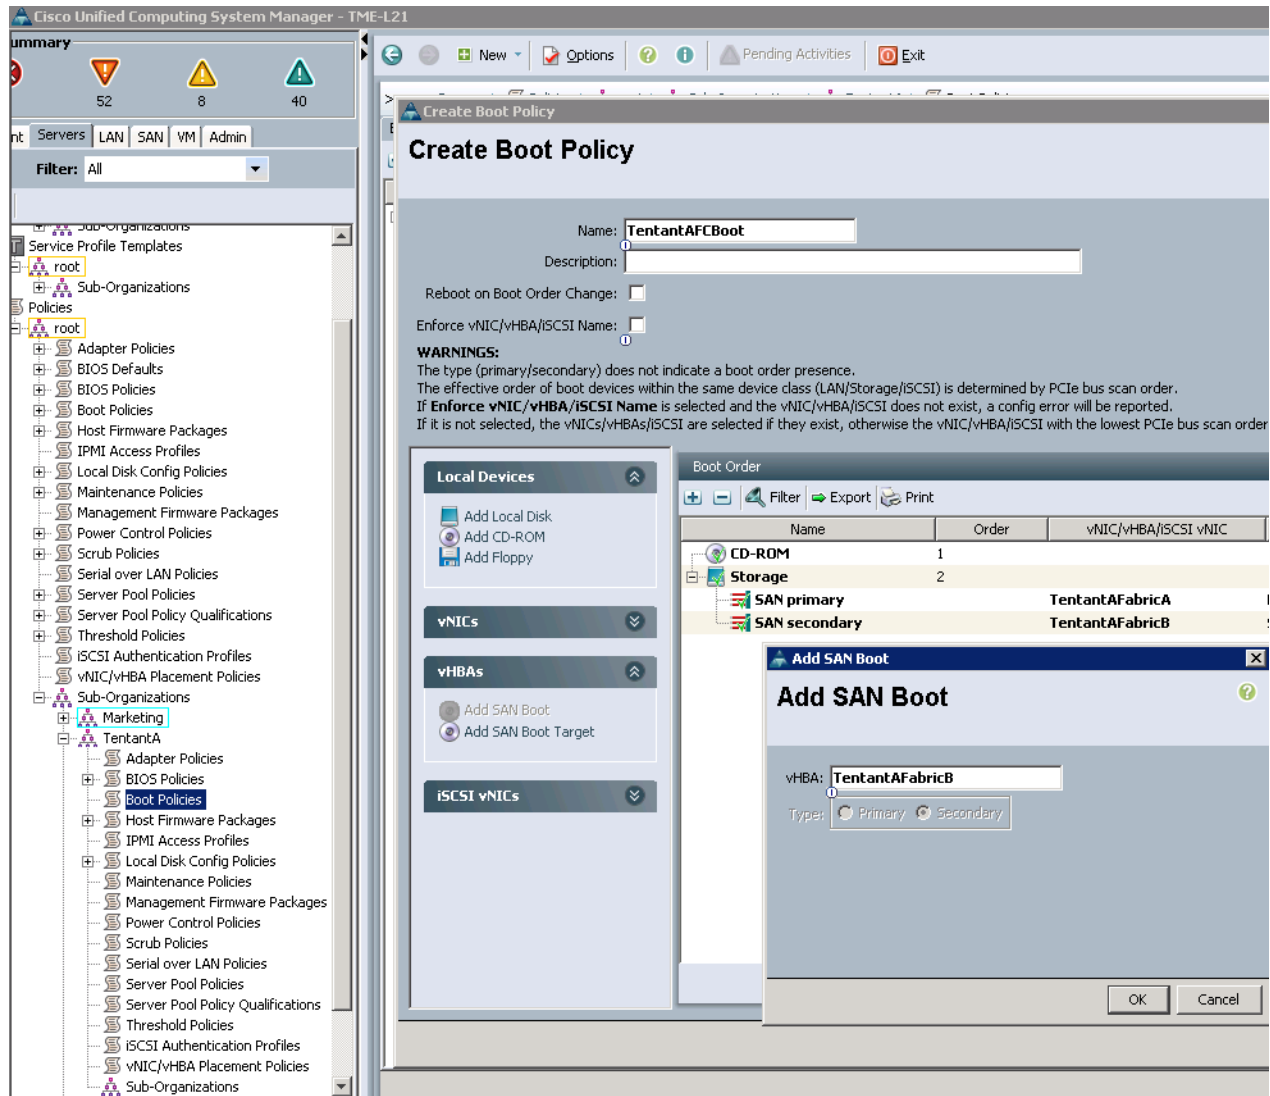 Cisco Unified Computing System Manager - TME-L21
ummary
52
8
40
nt
Servers
LAN
SAN
VM
Admin
Filter: All
Sub-Organizations
Service Profile Templates
root
Sub-Organizations
Policies
root
Adapter Policies
BIOS Defaults
BIOS Policies
Boot Policies
Host Firmware Packages
IPMI Access Profiles
Local Disk Config Policies
Maintenance Policies
Management Firmware Packages
Power Control Policies
Scrub Policies
Serial over LAN Policies
Server Pool Policies
Server Pool Policy Qualifications
Threshold Policies
iSCSI Authentication Profiles
vNIC/vHBA Placement Policies
Sub-Organizations
Marketing
TentantA
Adapter Policies
BIOS Policies
Boot Policies
Host Firmware Packages
IPMI Access Profiles
Local Disk Config Policies
Maintenance Policies
Management Firmware Packages
Power Control Policies
Scrub Policies
Serial over LAN Policies
Server Pool Policies
Server Pool Policy Qualifications
Threshold Policies
iSCSI Authentication Profiles
vNIC/vHBA Placement Policies
Sub-Organizations
New
Options
Pending Activities
Exit
Create Boot Policy
Create Boot Policy
Name: TentantAFCBoot
Description:
Reboot on Boot Order Change:
Enforce vNIC/vHBA/iSCSI Name:
WARNINGS:
The type (primary/secondary) does not indicate a boot order presence.
The effective order of boot devices within the same device class (LAN/Storage/iSCSI) is determined by PCIe bus scan order.
If Enforce vNIC/vHBA/iSCSI Name is selected and the vNIC/vHBA/iSCSI does not exist, a config error will be reported.
If it is not selected, the vNICs/vHBAs/iSCSI are selected if they exist, otherwise the vNIC/vHBA/iSCSI with the lowest PCIe bus scan order
Local Devices
Add Local Disk
Add CD-ROM
Add Floppy
vNICs
vHBAs
Add SAN Boot
Add SAN Boot Target
iSCSI vNICs
Boot Order
Filter
Export
Print
Name Order vNIC/vHBA/iSCSI vNIC
CD-ROM 1
Storage 2
SAN primary TentantAFabricA
SAN secondary TentantAFabricB
Add SAN Boot
Add SAN Boot
vHBA: TentantAFabricB
Type: Primary Secondary
OK
Cancel